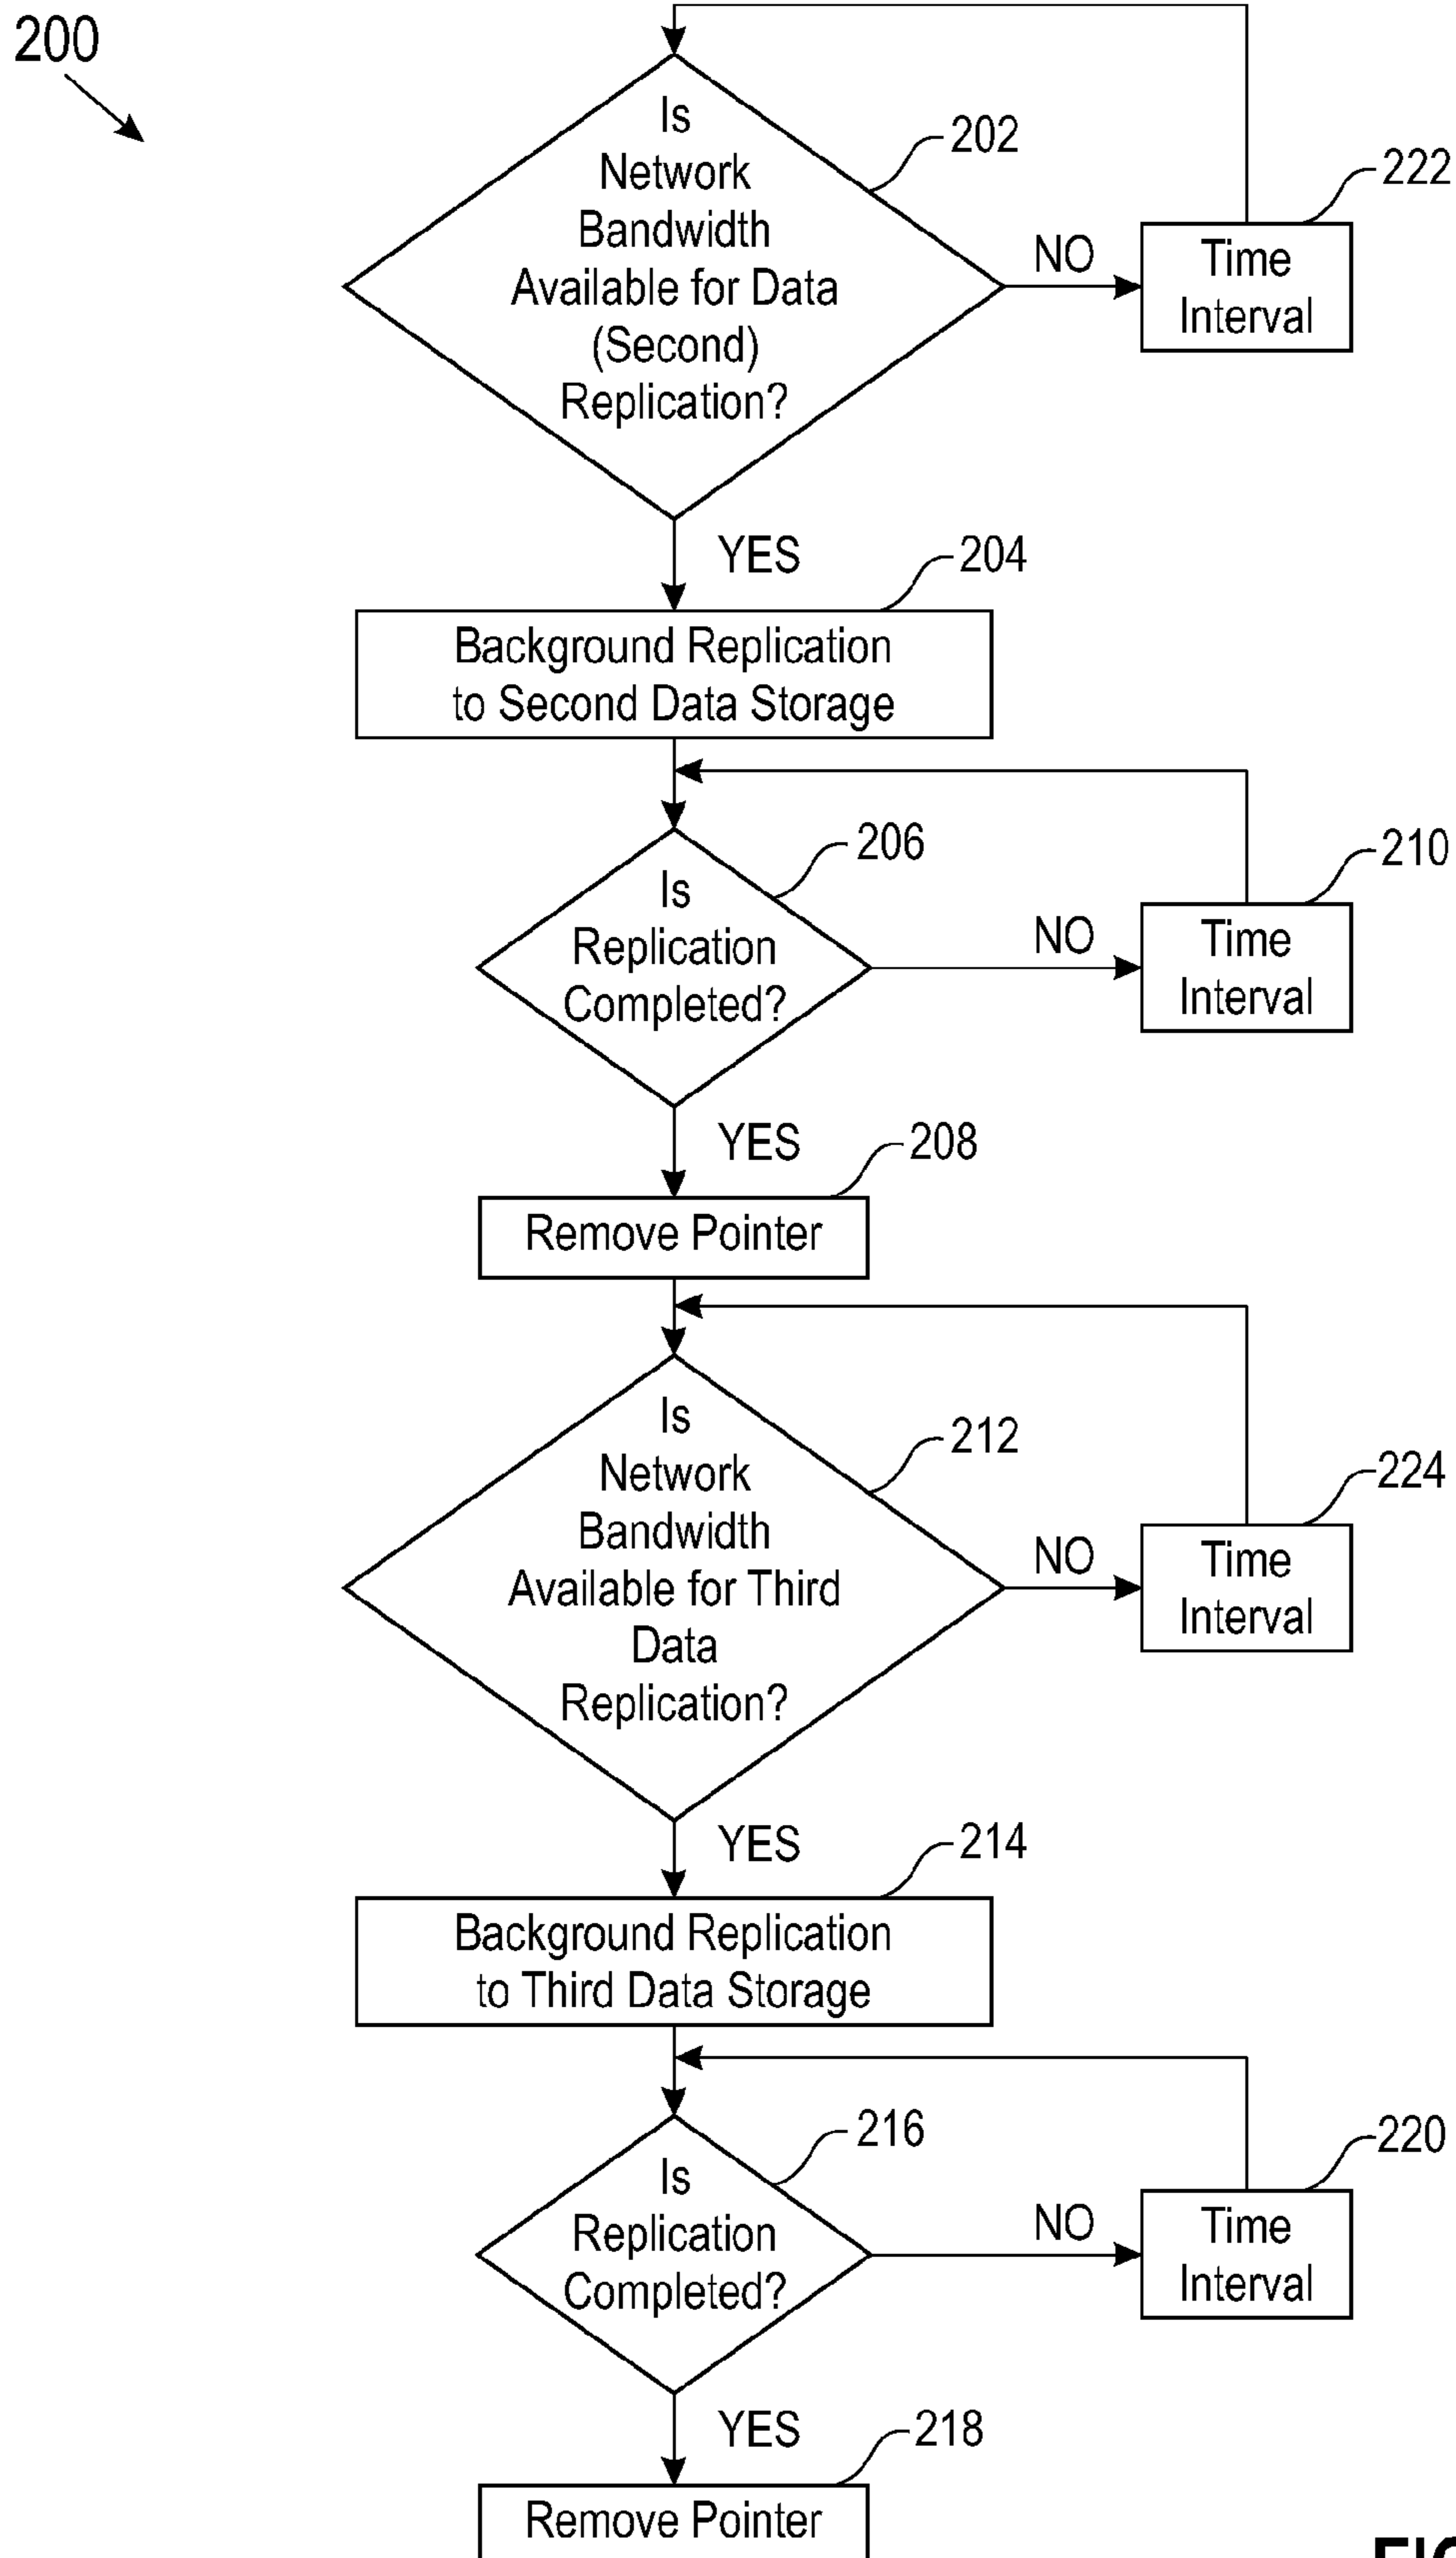 200
Is
Network
Bandwidth
Available for Data
(Second)
Replication?
202
NO
222
Time
Interval
YES
204
Background Replication
to Second Data Storage
206
Is
Replication
Completed?
NO
210
Time
Interval
YES
208
Remove Pointer
Is
Network
Bandwidth
Available for Third
Data
Replication?
212
NO
224
Time
Interval
YES
214
Background Replication
to Third Data Storage
216
Is
Replication
Completed?
NO
220
Time
Interval
YES
218
Remove Pointer